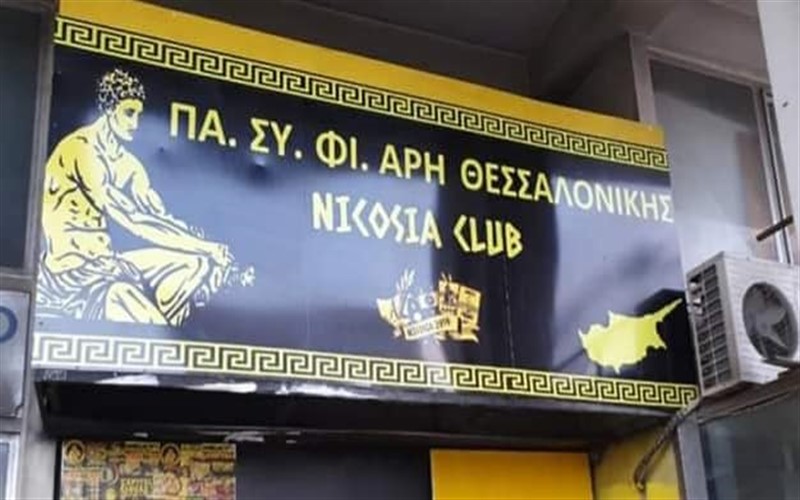 ΠΑ. ΣΥ. ΦΙ. ΑΡΗ ΘΕΣΣΑΛΟΝΙΚΗΣ
NICOSIA CLUB